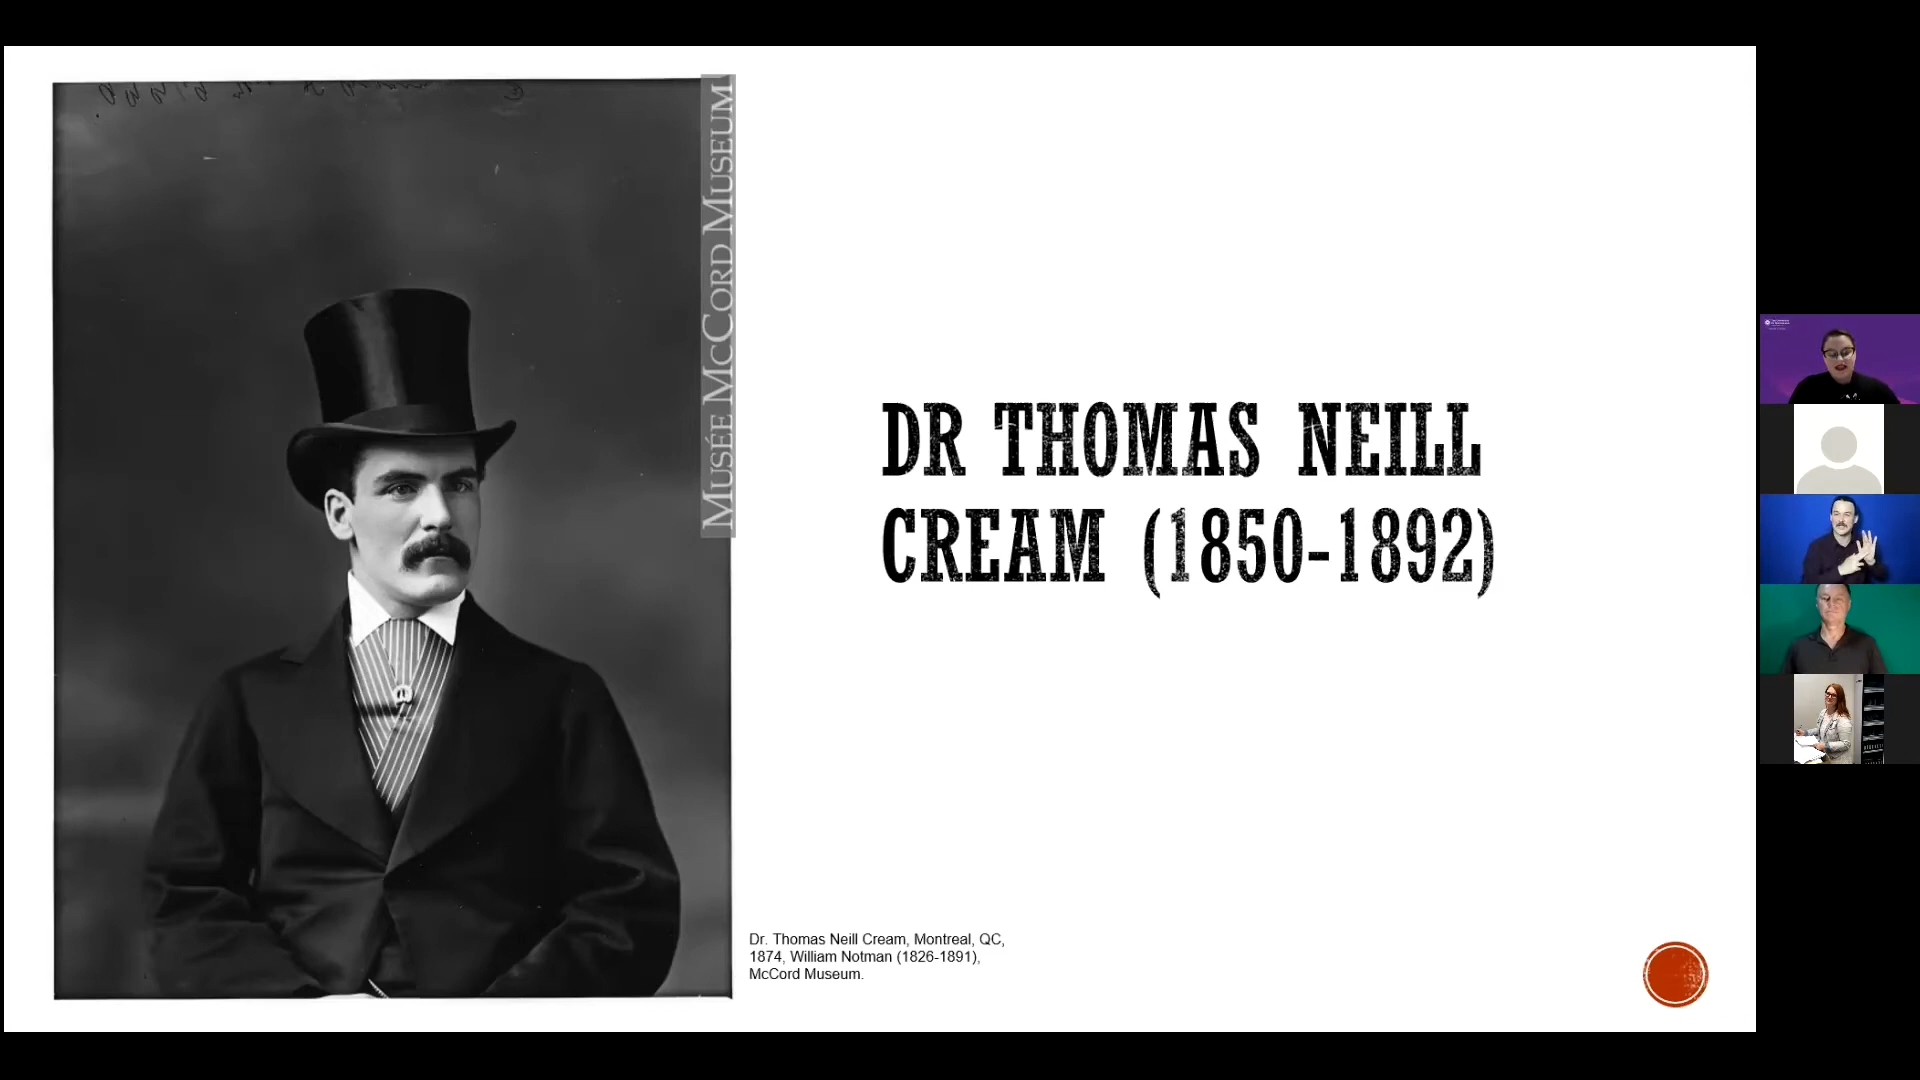 MUSÉE MCCORD MUSEUM
DR THOMAS NEILL
CREAM (1850-1892)
Dr. Thomas Neill Cream, Montreal, QC,
1874, William Notman (1826-1891),
McCord Museum.